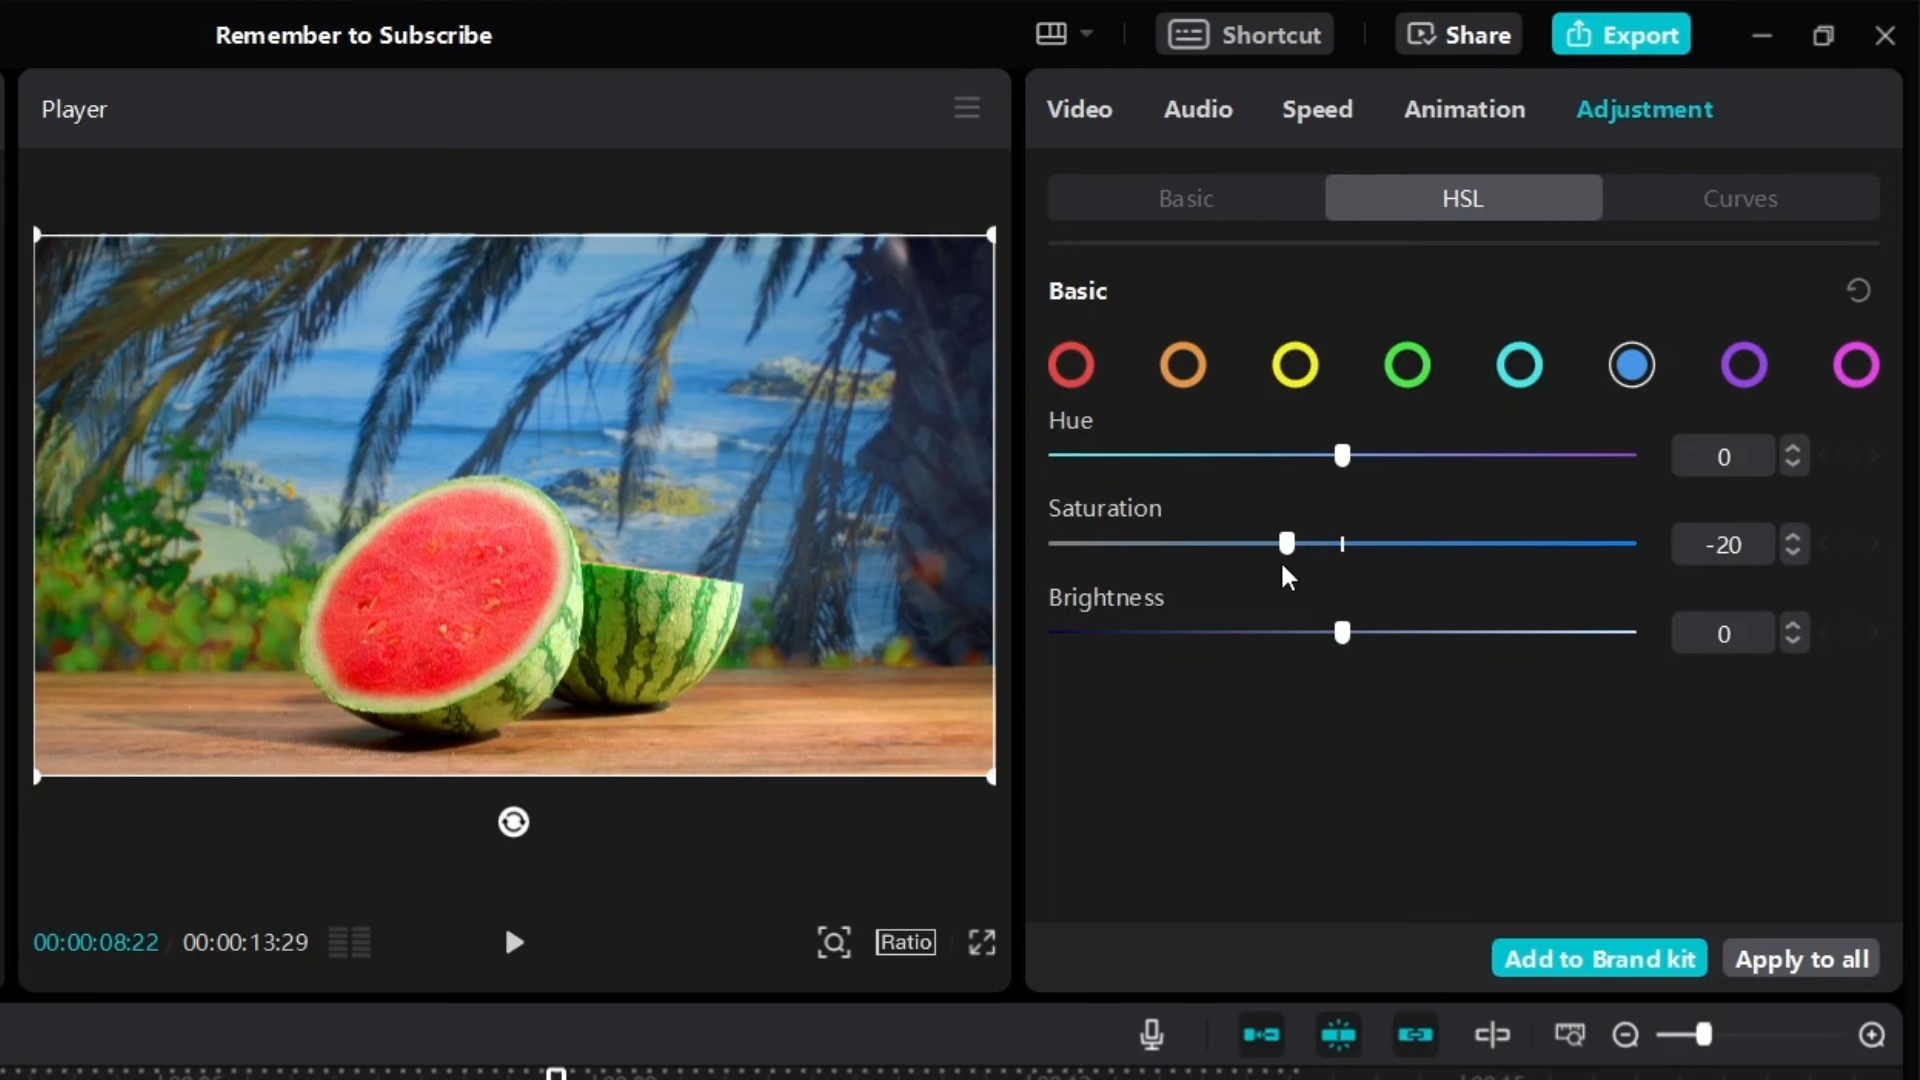 Remember to Subscribe
Shortcut
Share
Export
Player
Video Audio Speed Animation Adjustment
Basic HSL Curves
Basic
Hue
0
Saturation
-20
Brightness
0
00:00:08:22 / 00:00:13:29
Ratio
Add to Brand kit
Apply to all